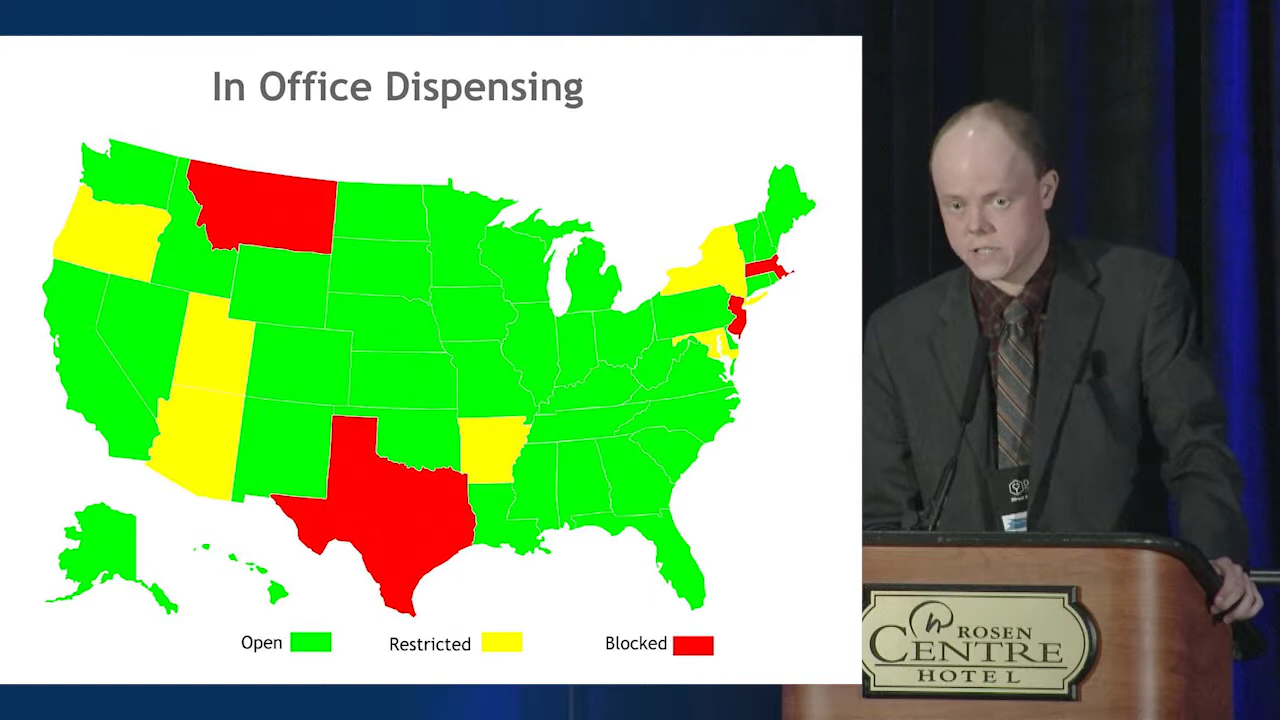 In Office Dispensing
Open
Restricted
Blocked
ROSEN
CENTRE
HOTEL